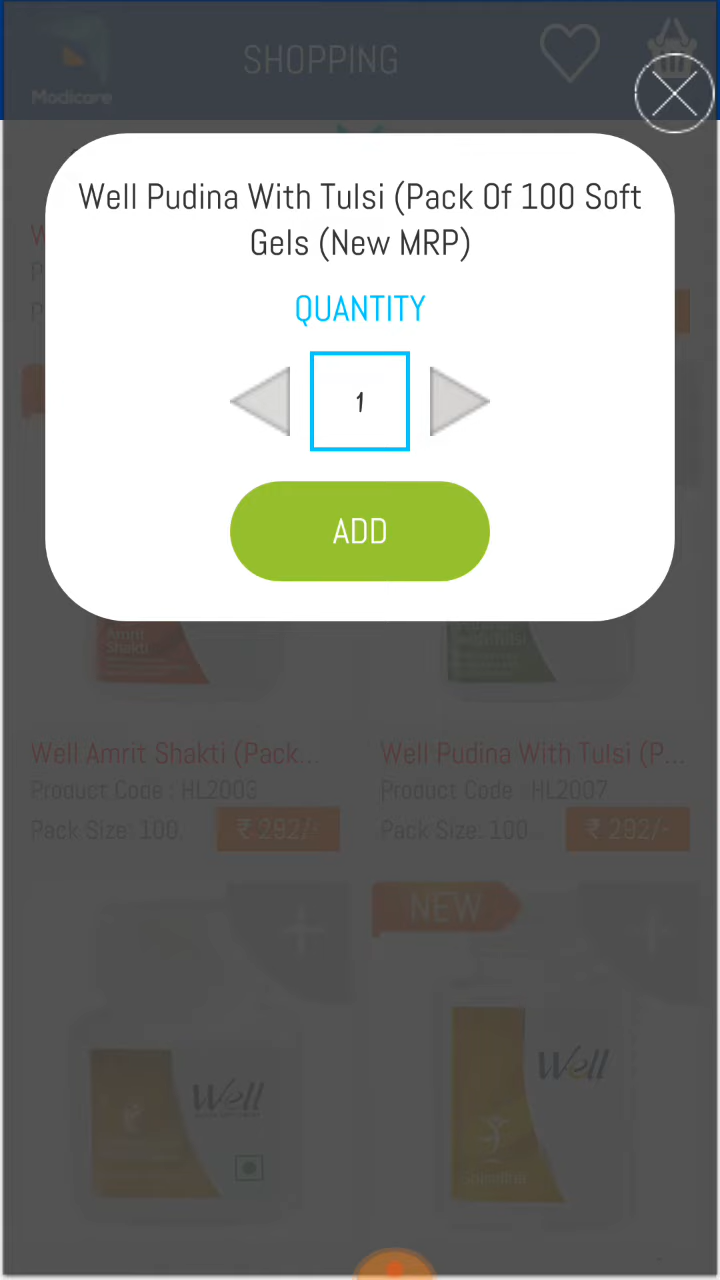 Modicare
SHOPPING
Well Pudina With Tulsi (Pack Of 100 Soft
Gels (New MRP)
QUANTITY
1
ADD
Amrit
Shakti
Well Amrit Shakti (Pack...
Well Pudina With Tulsi (P...
Product Code : HL2006
Product Code : HL2007
Pack Size: 100
₹ 292/-
Pack Size: 100
₹ 292/-
NEW
Well
Well